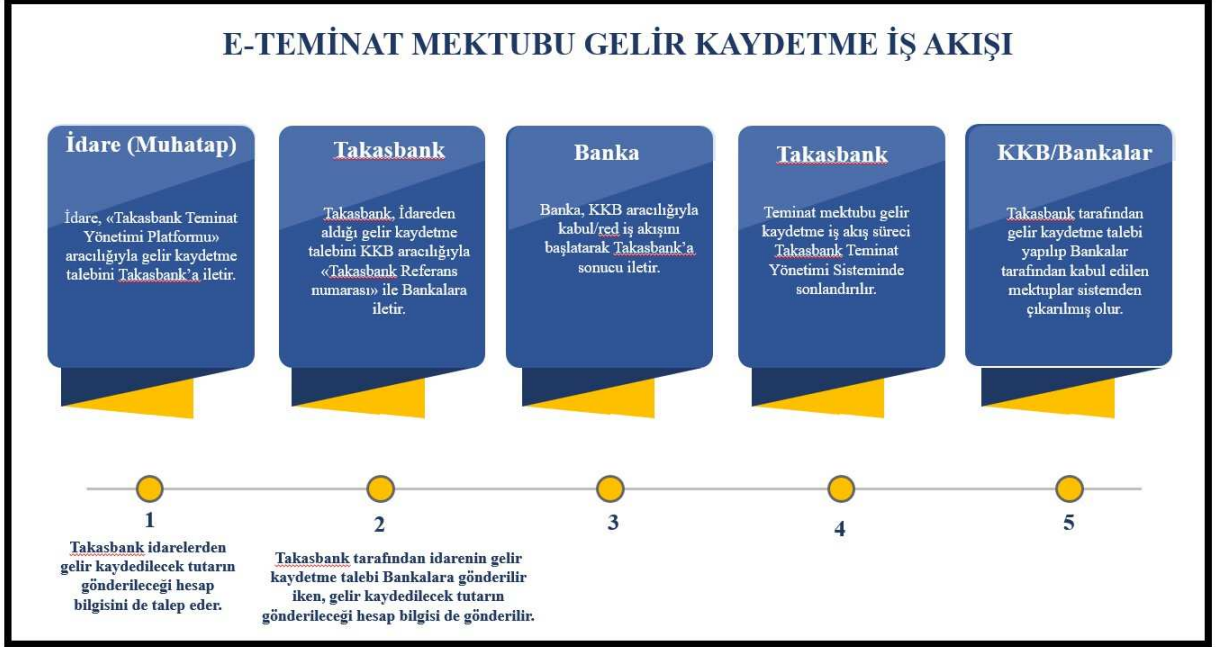 E-TEMİNAT MEKTUBU GELİR KAYDETME İŞ AKIŞI
İdare (Muhatap)
İdare, «Takasbank Teminat
Yönetimi Platformu»
aracılığıyla gelir kaydetme
talebini Takasbank’a iletir.
Takasbank
Takasbank, İdareden
aldığı gelir kaydetme
talebini KKB aracılığıyla
«Takasbank Referans
numarası» ile Bankalara
iletir.
Banka
Banka, KKB aracılığıyla
kabul/red iş akışını
başlatarak Takasbank’a
sonucu iletir.
Takasbank
Teminat mektubu gelir
kaydetme iş akış süreci
Takasbank Teminat
Yönetimi Sisteminde
sonlandırılır.
KKB/Bankalar
Takasbank tarafından
gelir kaydetme talebi
yapılıp Bankalar
tarafından kabul edilen
mektuplar sistemden
çıkarılmış olur.
1
Takasbank idarelerden
gelir kaydedilecek tutarın
gönderileceği hesap
bilgisini de talep eder.
2
Takasbank tarafından idarenin gelir
kaydetme talebi Bankalara gönderilir
iken, gelir kaydedilecek tutarın
gönderileceği hesap bilgisi de gönderilir.
3
4
5